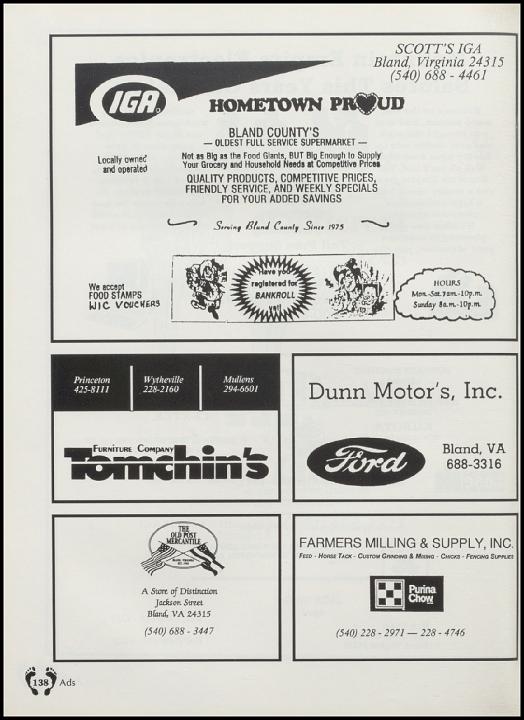 SCOTT'S IGA
Bland, Virginia 24315
(540) 688 - 4461
IGA
HOMETOWN PROUD
BLAND COUNTY'S
— OLDEST FULL SERVICE SUPERMARKET —
Locally owned
and operated
Not as Big as the Food Giants, BUT Big Enough to Supply
Your Grocery and Household Needs at Competitive Prices
QUALITY PRODUCTS, COMPETITIVE PRICES,
FRIENDLY SERVICE, AND WEEKLY SPECIALS
FOR YOUR ADDED SAVINGS
Serving Bland County Since 1975
We accept
FOOD STAMPS
WIC VOUCHERS
Have you
registered for
BANKROLL
yet!
HOURS
Mon.-Sat. 7am.-10p.m.
Sunday 8a.m.-10p.m.
Princeton
425-8111
Wytheville
228-2160
Mullens
294-6601
FURNITURE COMPANY
Tomchin's
Dunn Motor's, Inc.
Ford
Bland, VA
688-3316
THE
OLD POST
MERCANTILE
A Store of Distinction
Jackson Street
Bland, VA 24315
(540) 688 - 3447
FARMERS MILLING & SUPPLY, INC.
FEED - HORSE TACK - CUSTOM GRINDING & MIXING - CHICKS - FENCING SUPPLIES
Purina
Chow
(540) 228 - 2971 — 228 - 4746
138 Ads